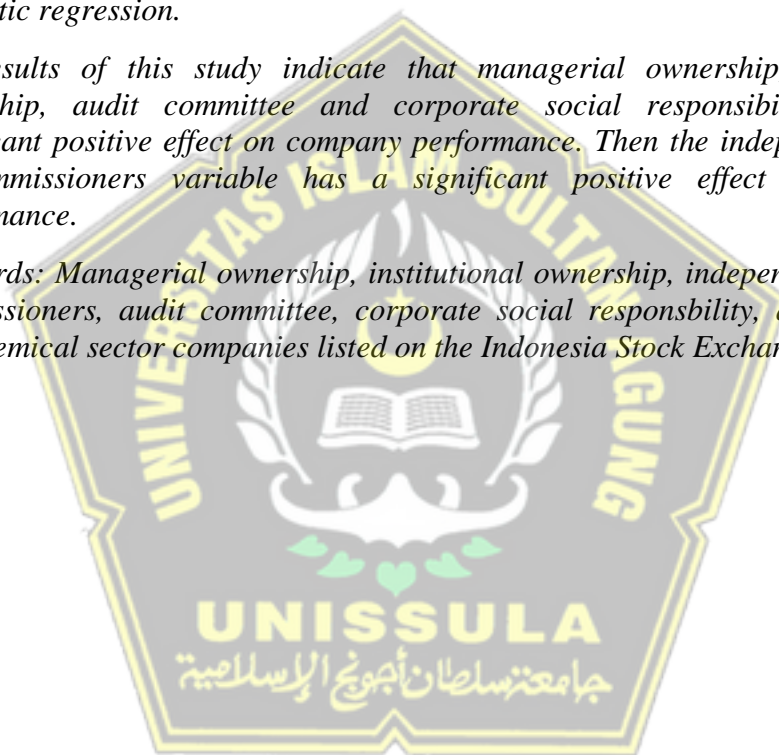 tic regression.
sults of this study indicate that managerial ownership
hip, audit committee and corporate social responsibi
ant positive effect on company performance. Then the indep
mmissioners variable has a significant positive effect
mance.
rds: Managerial ownership, institutional ownership, indepen
ssioners, audit committee, corporate social responsbility, a
emical sector companies listed on the Indonesia Stock Exchan
UNIVERSITAS ISLAM SULTAN AGUNG
UNISSULA
جامعة سلطان أجونج الإسلامية